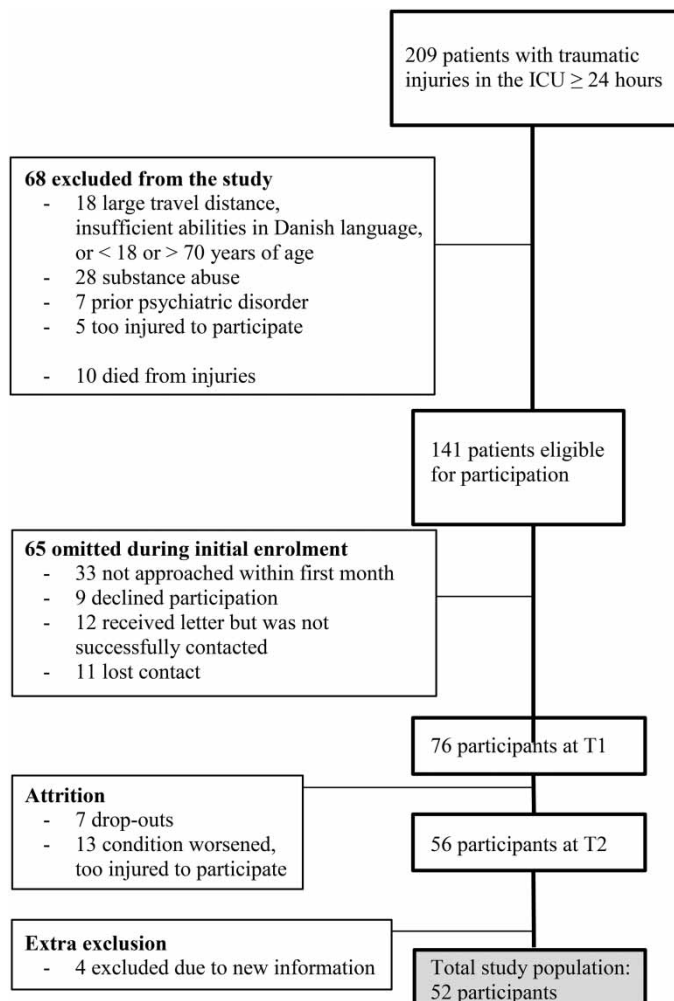 209 patients with traumatic
injuries in the ICU ≥ 24 hours
68 excluded from the study
- 18 large travel distance,
insufficient abilities in Danish language,
or < 18 or > 70 years of age
- 28 substance abuse
- 7 prior psychiatric disorder
- 5 too injured to participate
- 10 died from injuries
141 patients eligible
for participation
65 omitted during initial enrolment
- 33 not approached within first month
- 9 declined participation
- 12 received letter but was not
successfully contacted
- 11 lost contact
76 participants at T1
Attrition
- 7 drop-outs
- 13 condition worsened,
too injured to participate
56 participants at T2
Extra exclusion
- 4 excluded due to new information
Total study population:
52 participants